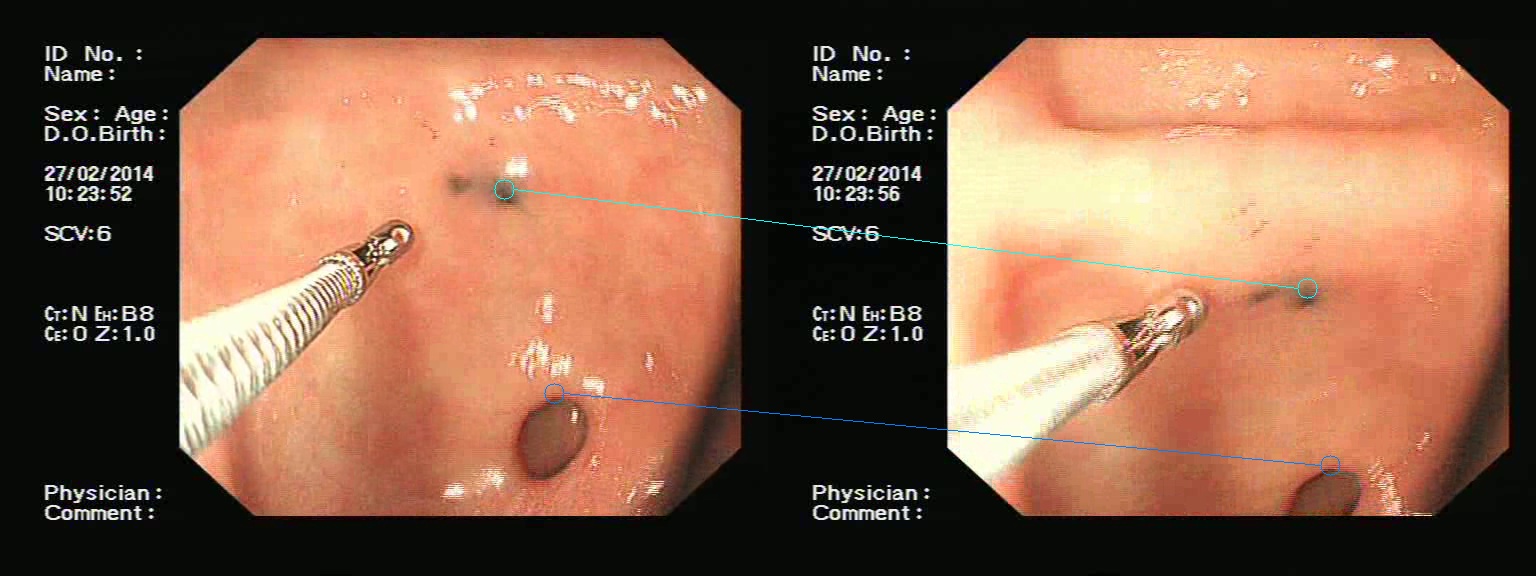 ID No. :
Name:
Sex: Age:
D.O.Birth:
27/02/2014
10:23:52
SCV:6
CT:N EH:B8
CE:0 Z:1.0
Physician:
Comment:
ID No. :
Name:
Sex: Age:
D.O.Birth:
27/02/2014
10:23:56
SCV:6
CT:N EH:B8
CE:0 Z:1.0
Physician:
Comment: